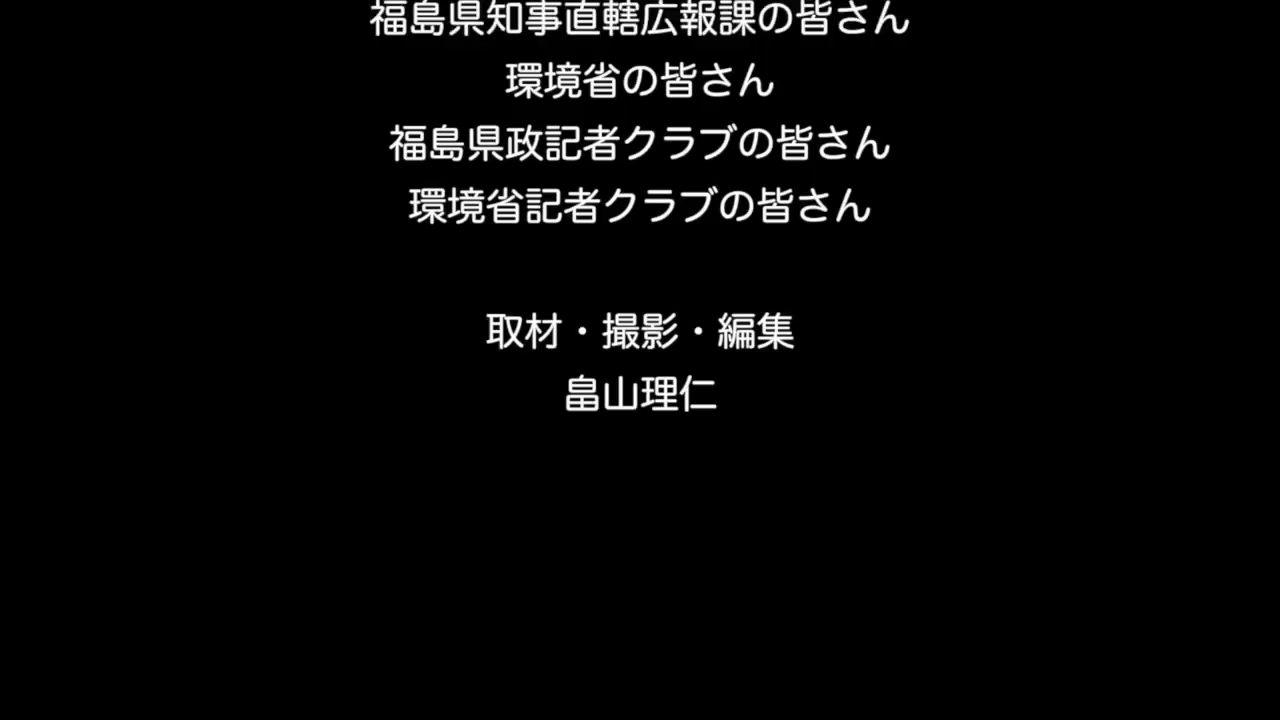 福島県知事直轄広報課の皆さん
環境省の皆さん
福島県政記者クラブの皆さん
環境省記者クラブの皆さん
取材・撮影・編集
畠山理仁